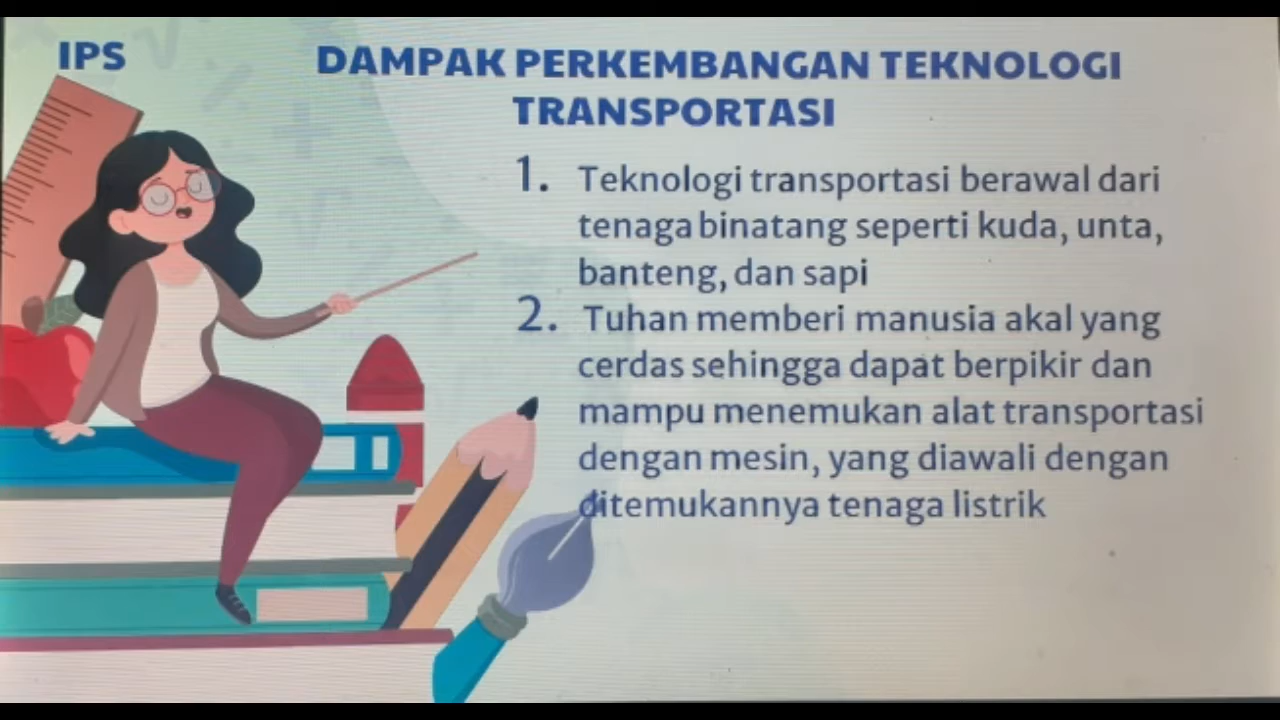 IPS
DAMPAK PERKEMBANGAN TEKNOLOGI
TRANSPORTASI
1. Teknologi transportasi berawal dari
tenaga binatang seperti kuda, unta,
banteng, dan sapi
2. Tuhan memberi manusia akal yang
cerdas sehingga dapat berpikir dan
mampu menemukan alat transportasi
dengan mesin, yang diawali dengan
ditemukannya tenaga listrik